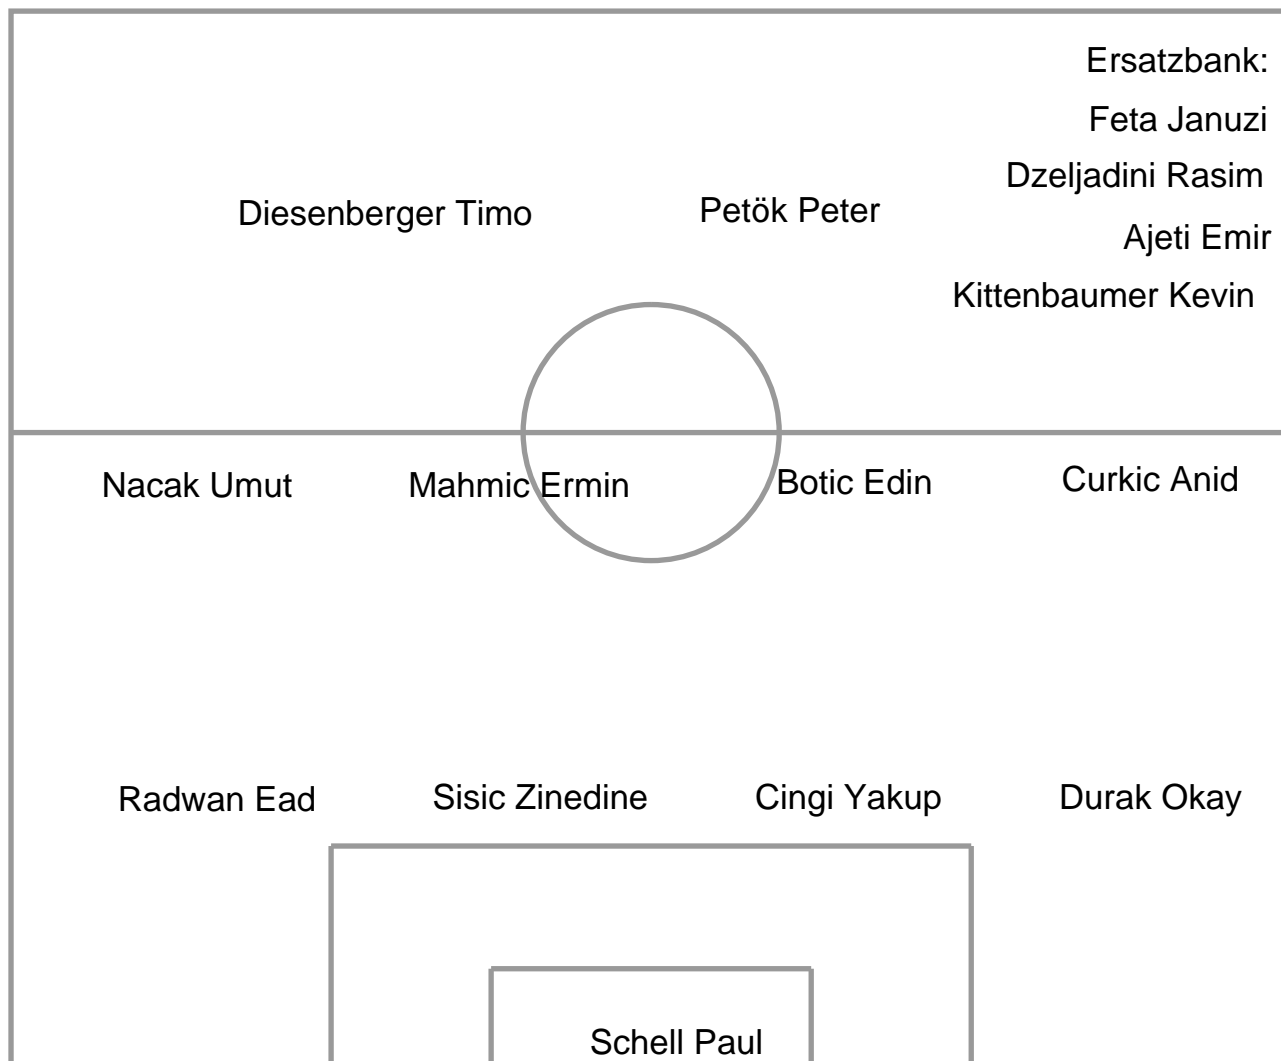 Ersatzbank:
Feta Januzi
Dzeljadini Rasim
Diesenberger Timo
Petök Peter
Ajeti Emir
Kittenbaumer Kevin
Nacak Umut
Mahmic Ermin
Botic Edin
Curkic Anid
Radwan Ead
Sisic Zinedine
Cingi Yakup
Durak Okay
Schell Paul